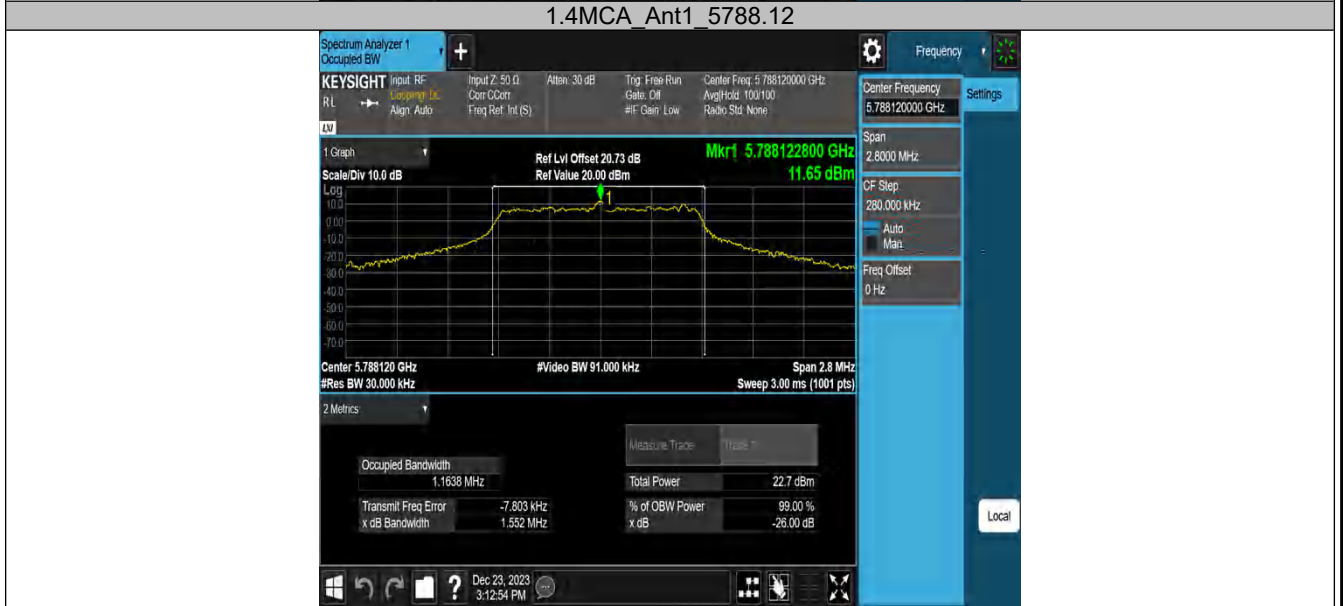 1.4MCA_Ant1_5788.12
Spectrum Analyzer 1
Occupied BW
+
Frequency
KEYSIGHT
RL
Input: RF
Coupling: DC
Align: Auto
Input Z: 50 Ω
Corr CCorr
Freq Ref: Int (S)
Atten: 30 dB
Trig: Free Run
Gate: Off
#IF Gain: Low
Center Freq: 5.788120000 GHz
Avg|Hold: 100/100
Radio Std: None
LXI
Center Frequency
5.788120000 GHz
Settings
Span
2.8000 MHz
CF Step
280.000 kHz
Auto
Man
Freq Offset
0 Hz
1 Graph
Scale/Div 10.0 dB
Ref Lvl Offset 20.73 dB
Ref Value 20.00 dBm
Mkr1 5.788122800 GHz
11.65 dBm
Log
10.0
0.00
-10.0
-20.0
-30.0
-40.0
-50.0
-60.0
-70.0
1
Center 5.788120 GHz
#Res BW 30.000 kHz
#Video BW 91.000 kHz
Span 2.8 MHz
Sweep 3.00 ms (1001 pts)
2 Metrics
Measure Trace
Trace 1
Occupied Bandwidth
1.1638 MHz
Total Power 22.7 dBm
Transmit Freq Error -7.803 kHz
% of OBW Power 99.00 %
x dB Bandwidth 1.552 MHz
x dB -26.00 dB
Local
?
Dec 23, 2023
3:12:54 PM